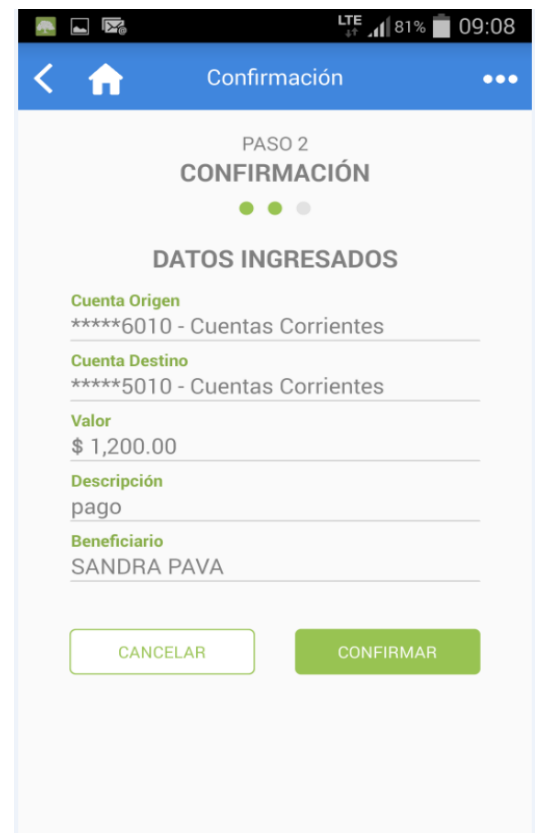 LTE 81% 09:08
Confirmación
PASO 2
CONFIRMACIÓN
DATOS INGRESADOS
Cuenta Origen
*****6010 - Cuentas Corrientes
Cuenta Destino
*****5010 - Cuentas Corrientes
Valor
$ 1,200.00
Descripción
pago
Beneficiario
SANDRA PAVA
CANCELAR CONFIRMAR